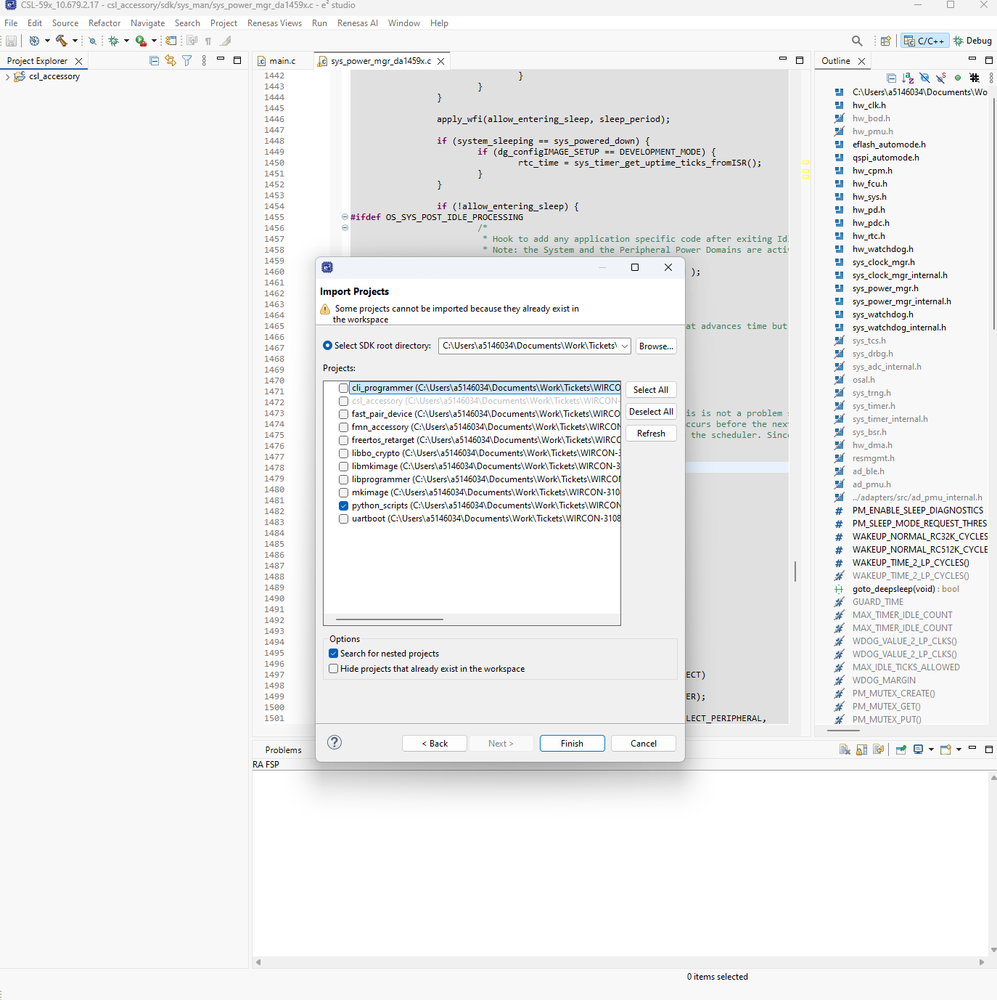 CSL-59x_10.679.2.17 - csl_accessory/sdk/sys_man/sys_power_mgr_da1459x.c - e² studio
File Edit Source Refactor Navigate Search Project Renesas Views Run Renesas AI Window Help
C/C++ Debug
Project Explorer
csl_accessory
main.c
sys_power_mgr_da1459x.c
1442 }
1443 }
1444 }
1445
1446 apply_wfi(allow_entering_sleep, sleep_period);
1447
1448 if (system_sleeping == sys_powered_down) {
1449 if (dg_configIMAGE_SETUP == DEVELOPMENT_MODE) {
1450 rtc_time = sys_timer_get_uptime_ticks_fromISR();
1451 }
1452 }
1453
1454 if (!allow_entering_sleep) {
1455 #ifdef OS_SYS_POST_IDLE_PROCESSING
1456 /*
1457 * Hook to add any application specific code after exiting Idl
1458 * Note: the System and the Peripheral Power Domains are activ
1459
1460 );
1461
1462
1463
1464
1465 at advances time but
1466
1467
1468
1469
1470
1471
1472
1473 is is not a problem
1474 occurs before the next
1475 the scheduler. Since
1476
1477
1478
1479
1480
1481
1482
1483
1484
1485
1486
1487
1488
1489
1490
1491
1492
1493
1494
1495
1496
1497 ECT)
1498
1499 ER);
1500
1501 LECT_PERIPHERAL,
Import Projects
Some projects cannot be imported because they already exist in
the workspace
Select SDK root directory: C:\Users\a5146034\Documents\Work\Tickets\ Browse...
Projects:
cli_programmer (C:\Users\a5146034\Documents\Work\Tickets\WIRCO
csl_accessory (C:\Users\a5146034\Documents\Work\Tickets\WIRCON-
fast_pair_device (C:\Users\a5146034\Documents\Work\Tickets\WIRCO
fmn_accessory (C:\Users\a5146034\Documents\Work\Tickets\WIRCON
freertos_retarget (C:\Users\a5146034\Documents\Work\Tickets\WIRCO
libbo_crypto (C:\Users\a5146034\Documents\Work\Tickets\WIRCON-3
libmkimage (C:\Users\a5146034\Documents\Work\Tickets\WIRCON-3
libprogrammer (C:\Users\a5146034\Documents\Work\Tickets\WIRCON
mkimage (C:\Users\a5146034\Documents\Work\Tickets\WIRCON-3108
python_scripts (C:\Users\a5146034\Documents\Work\Tickets\WIRCON
uartboot (C:\Users\a5146034\Documents\Work\Tickets\WIRCON-3108
Select All
Deselect All
Refresh
Options
Search for nested projects
Hide projects that already exist in the workspace
< Back
Next >
Finish
Cancel
Outline
C:\Users\a5146034\Documents\Wo
hw_clk.h
hw_bod.h
hw_pmu.h
eflash_automode.h
qspi_automode.h
hw_cpm.h
hw_fcu.h
hw_sys.h
hw_pd.h
hw_pdc.h
hw_rtc.h
hw_watchdog.h
sys_clock_mgr.h
sys_clock_mgr_internal.h
sys_power_mgr.h
sys_power_mgr_internal.h
sys_watchdog.h
sys_watchdog_internal.h
sys_tcs.h
sys_drbg.h
sys_adc_internal.h
osal.h
sys_trng.h
sys_timer.h
sys_timer_internal.h
sys_bsr.h
hw_dma.h
resmgmt.h
ad_ble.h
ad_pmu.h
../adapters/src/ad_pmu_internal.h
PM_ENABLE_SLEEP_DIAGNOSTICS
PM_SLEEP_MODE_REQUEST_THRES
WAKEUP_NORMAL_RC32K_CYCLES
WAKEUP_NORMAL_RC512K_CYCLE
WAKEUP_TIME_2_LP_CYCLES()
WAKEUP_TIME_2_LP_CYCLES()
goto_deepsleep(void) : bool
GUARD_TIME
MAX_TIMER_IDLE_COUNT
MAX_TIMER_IDLE_COUNT
WDOG_VALUE_2_LP_CLKS()
WDOG_VALUE_2_LP_CLKS()
MAX_IDLE_TICKS_ALLOWED
WDOG_MARGIN
PM_MUTEX_CREATE()
PM_MUTEX_GET()
PM_MUTEX_PUT()
Problems
RA FSP
0 items selected